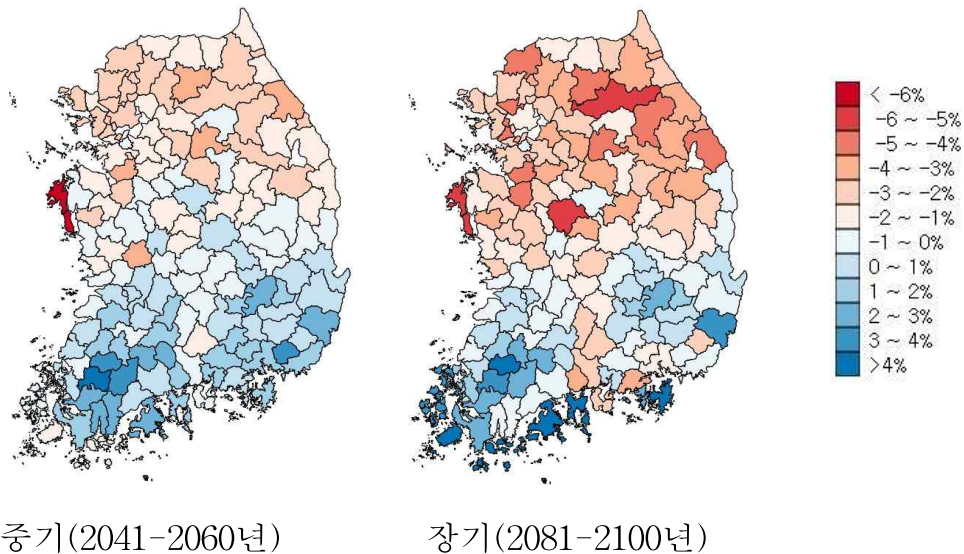 < -6%
-6 ~ -5%
-5 ~ -4%
-4 ~ -3%
-3 ~ -2%
-2 ~ -1%
-1 ~ 0%
0 ~ 1%
1 ~ 2%
2 ~ 3%
3 ~ 4%
>4%
중기(2041-2060년)
장기(2081-2100년)